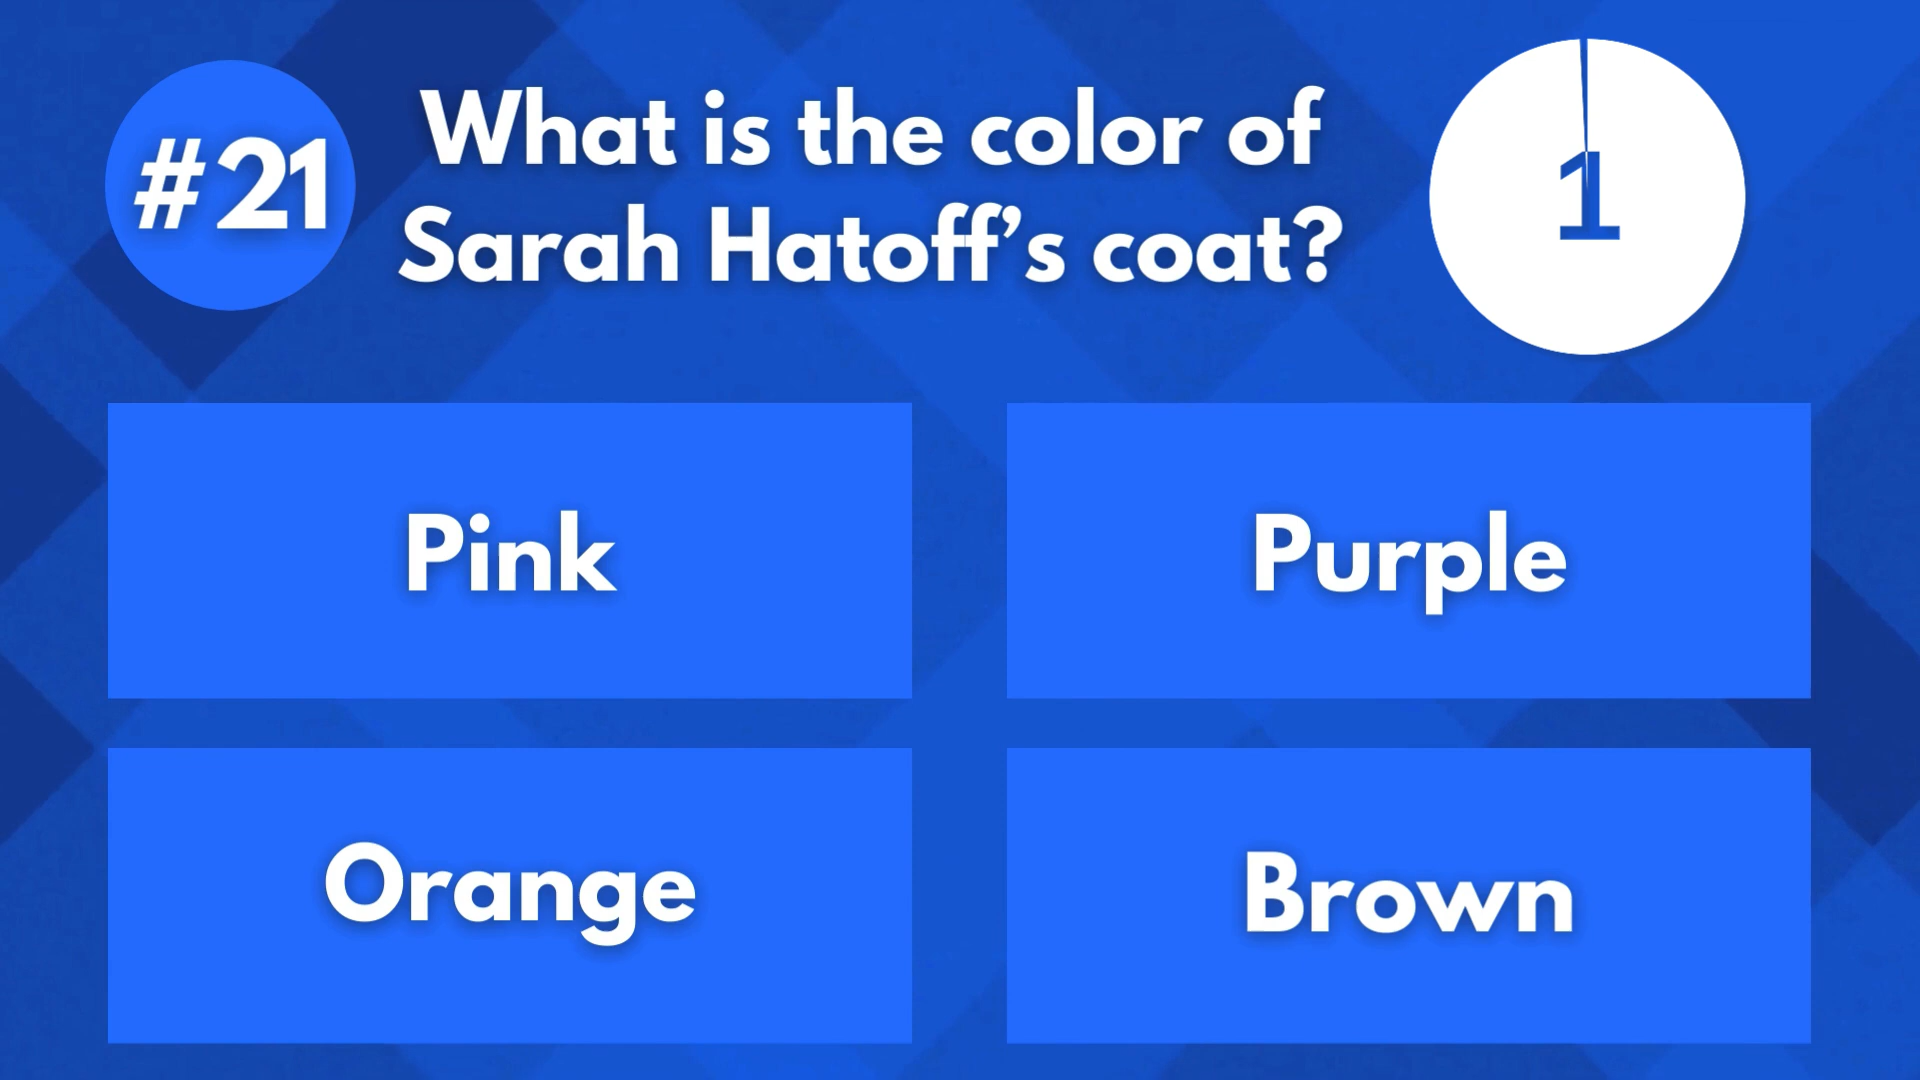 #21
What is the color of
Sarah Hatoff’s coat?
1
Pink
Purple
Orange
Brown